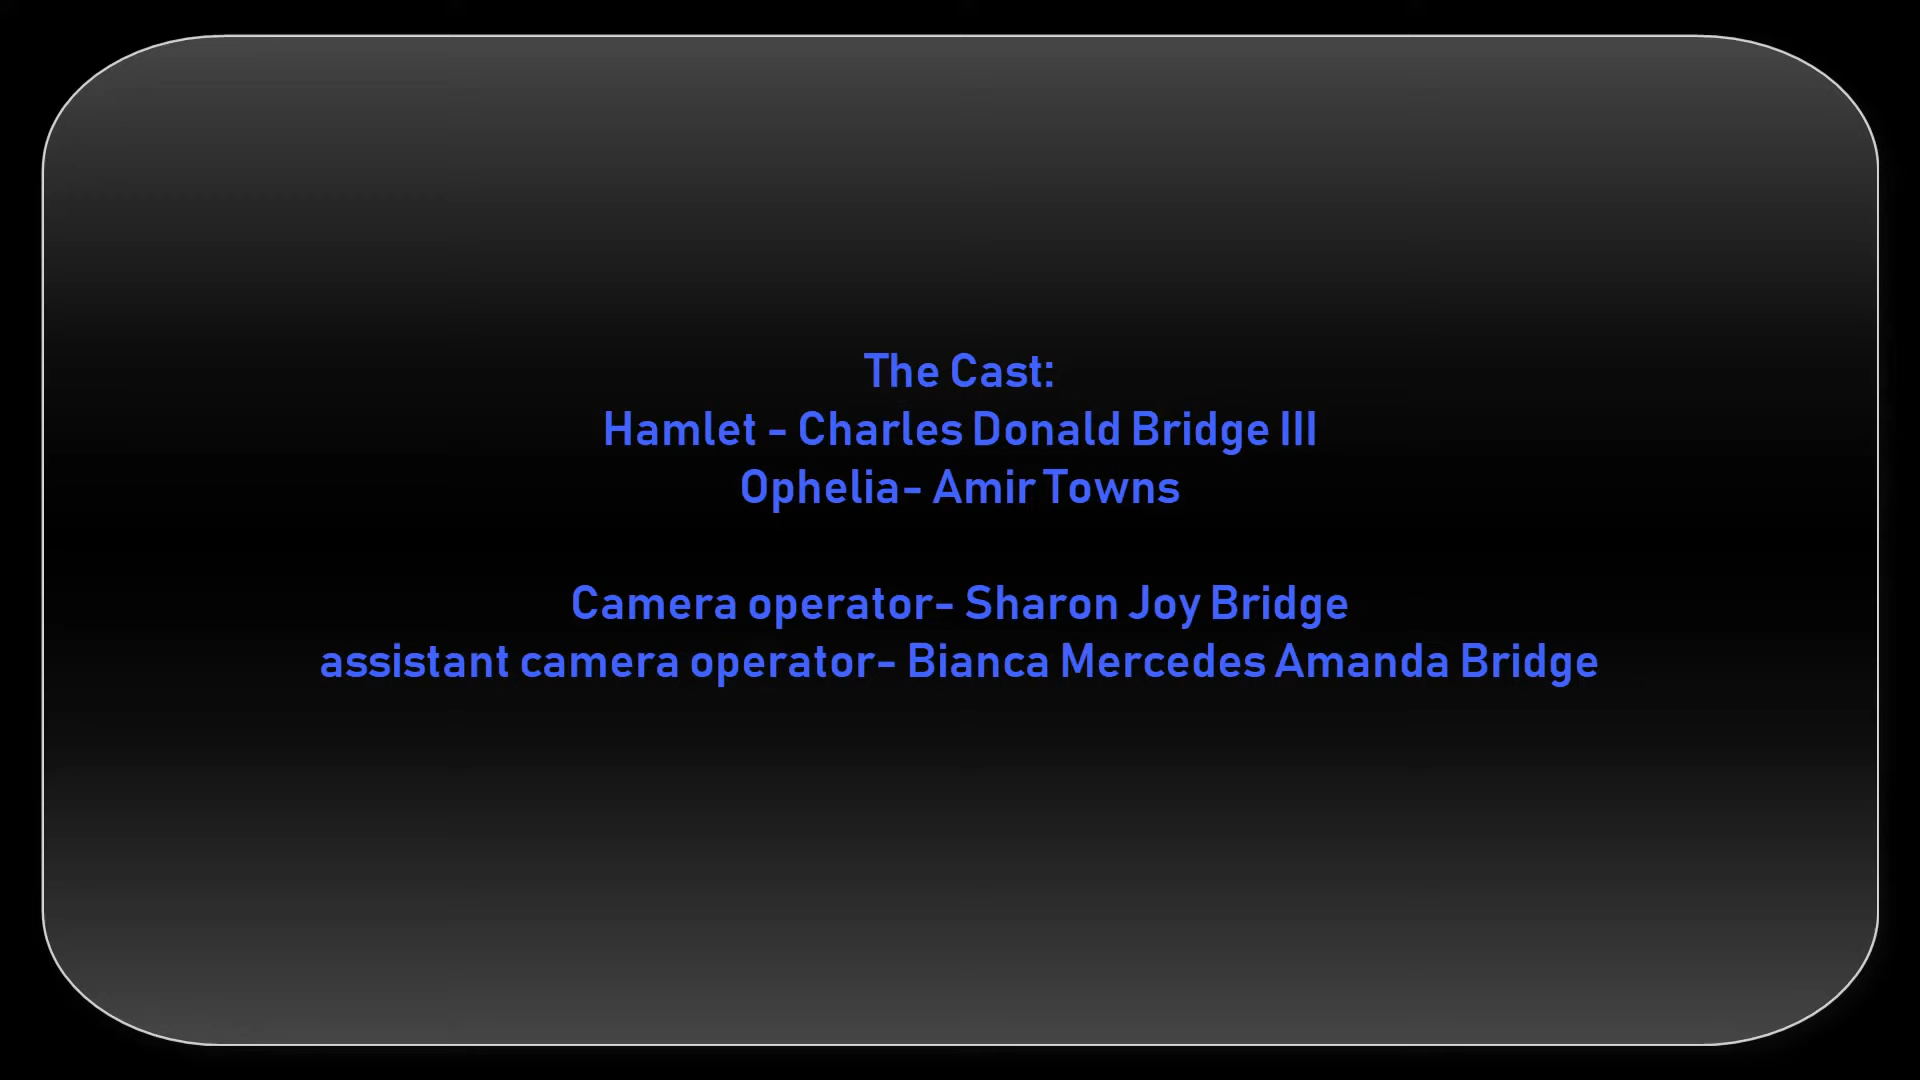 The Cast:
Hamlet - Charles Donald Bridge III
Ophelia- Amir Towns
Camera operator- Sharon Joy Bridge
assistant camera operator- Bianca Mercedes Amanda Bridge